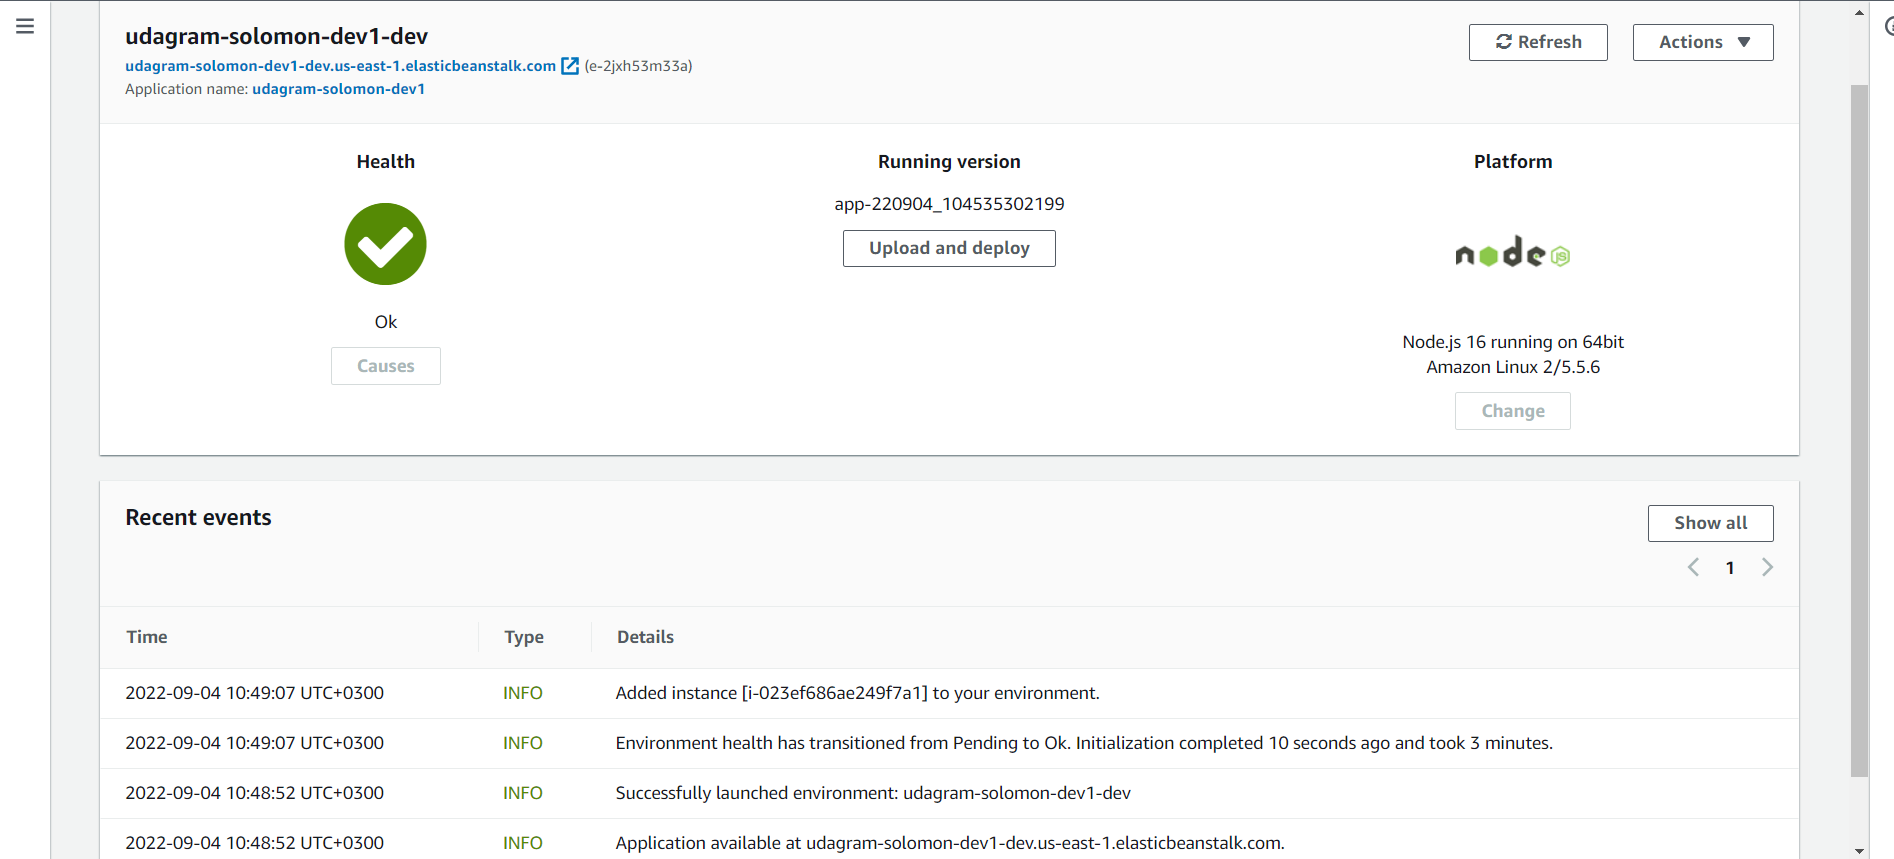 udagram-solomon-dev1-dev
udagram-solomon-dev1-dev.us-east-1.elasticbeanstalk.com (e-2jxh53m33a)
Application name: udagram-solomon-dev1
Refresh
Actions
Health
Ok
Causes
Running version
app-220904_104535302199
Upload and deploy
Platform
node
JS
Node.js 16 running on 64bit
Amazon Linux 2/5.5.6
Change
Recent events
Show all
1
Time Type Details
2022-09-04 10:49:07 UTC+0300 INFO Added instance [i-023ef686ae249f7a1] to your environment.
2022-09-04 10:49:07 UTC+0300 INFO Environment health has transitioned from Pending to Ok. Initialization completed 10 seconds ago and took 3 minutes.
2022-09-04 10:48:52 UTC+0300 INFO Successfully launched environment: udagram-solomon-dev1-dev
2022-09-04 10:48:52 UTC+0300 INFO Application available at udagram-solomon-dev1-dev.us-east-1.elasticbeanstalk.com.